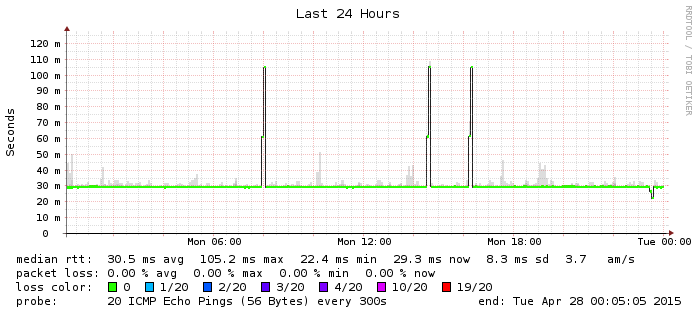 Last 24 Hours
RRDTOOL / TOBI OETIKER
Seconds
120 m
110 m
100 m
90 m
80 m
70 m
60 m
50 m
40 m
30 m
20 m
10 m
0
Mon 06:00 Mon 12:00 Mon 18:00 Tue 00:00
median rtt: 30.5 ms avg 105.2 ms max 22.4 ms min 29.3 ms now 8.3 ms sd 3.7 am/s
packet loss: 0.00 % avg 0.00 % max 0.00 % min 0.00 % now
loss color: 0 1/20 2/20 3/20 4/20 10/20 19/20
probe: 20 ICMP Echo Pings (56 Bytes) every 300s end: Tue Apr 28 00:05:05 2015